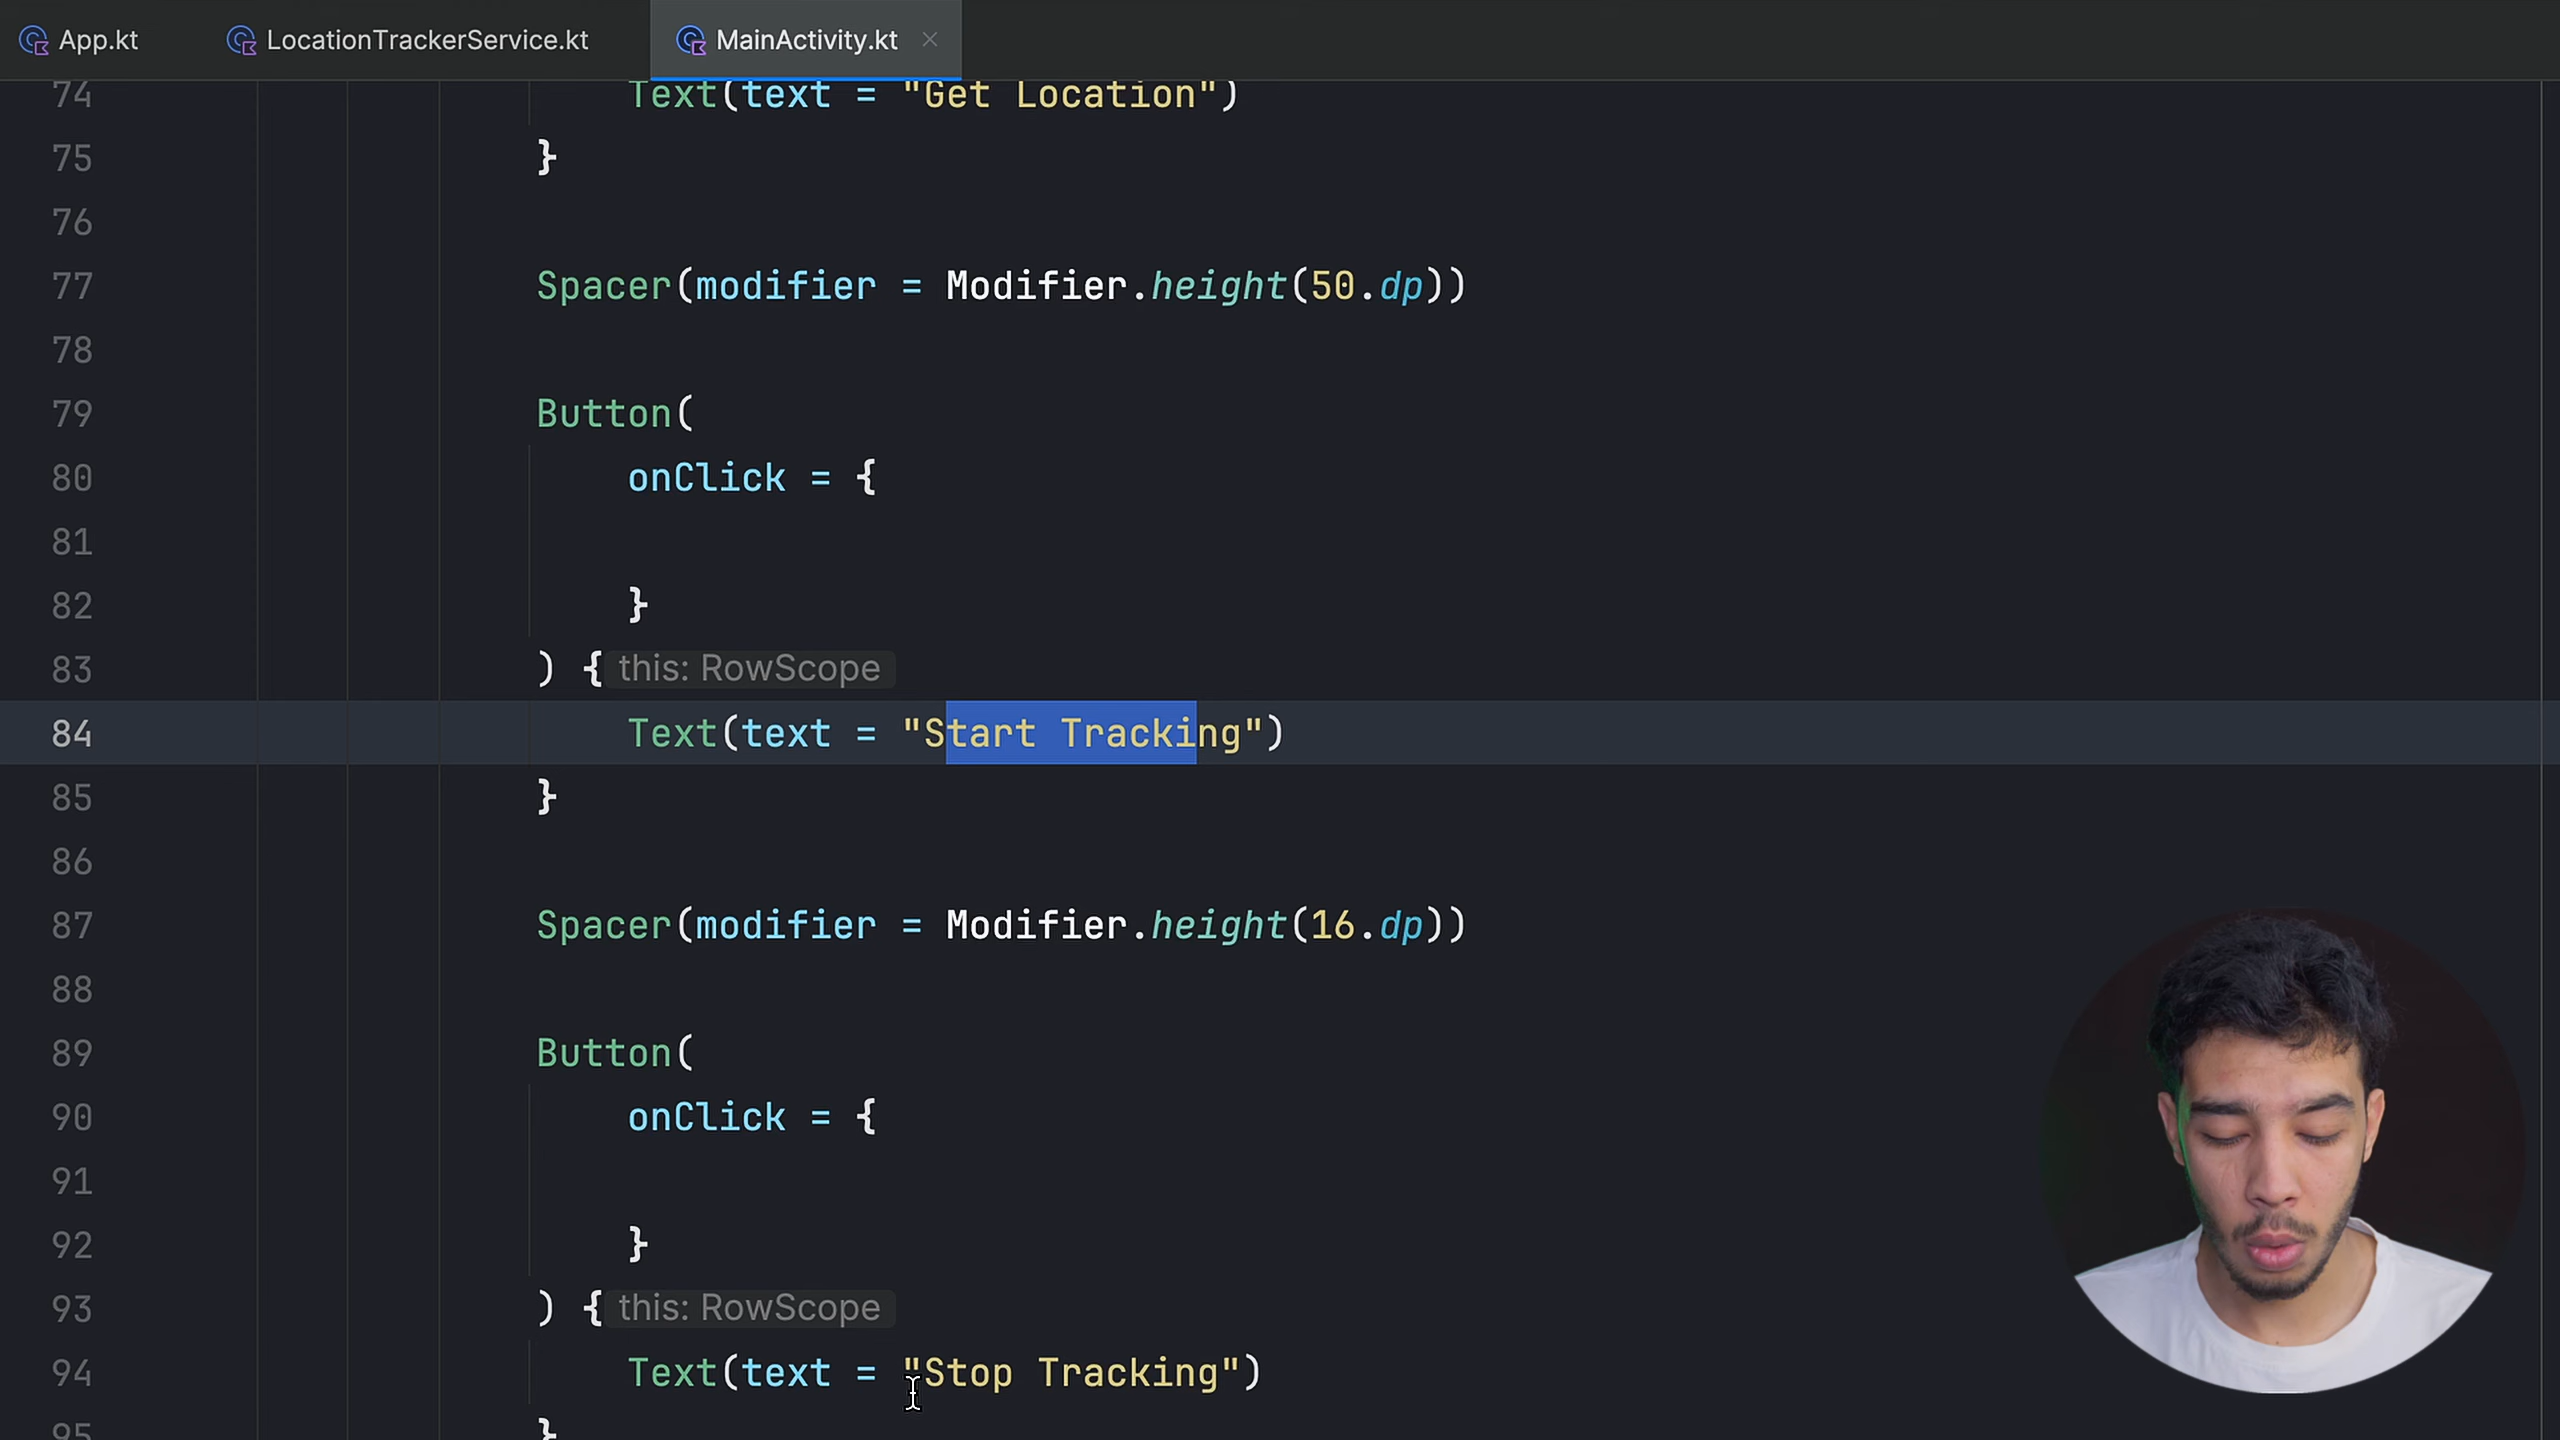 App.kt LocationTrackerService.kt MainActivity.kt
74 Text(text = "Get Location")
75 }
76
77 Spacer(modifier = Modifier.height(50.dp))
78
79 Button(
80 onClick = {
81
82 }
83 ) { this: RowScope
84 Text(text = "Start Tracking")
85 }
86
87 Spacer(modifier = Modifier.height(16.dp))
88
89 Button(
90 onClick = {
91
92 }
93 ) { this: RowScope
94 Text(text = "Stop Tracking")
95 }